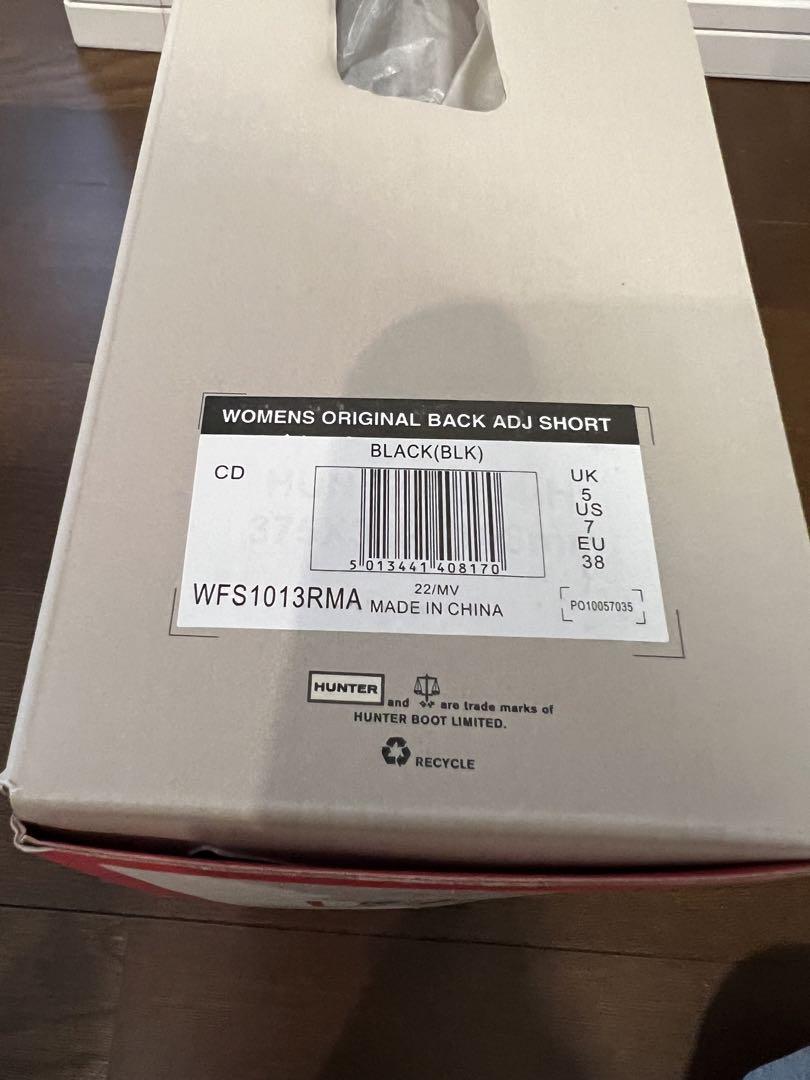 WOMENS ORIGINAL BACK ADJ SHORT
BLACK(BLK)
CD
UK
5
US
7
EU
38
5 013441 408170
WFS1013RMA
22/MV
MADE IN CHINA
PO10057035
HUNTER and are trade marks of
HUNTER BOOT LIMITED.
RECYCLE